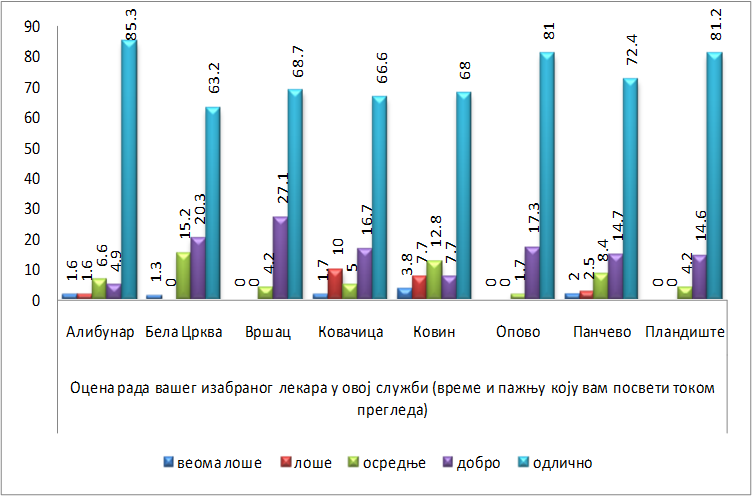 90
80
70
60
50
40
30
20
10
0
1.6 1.6 6.6 4.9 85.3
1.3 0 15.2 20.3 63.2
0 0 4.2 27.1 68.7
1.7 10 5 16.7 66.6
3.8 7.7 12.8 7.7 68
0 0 1.7 17.3 81
2 2.5 8.4 14.7 72.4
0 0 4.2 14.6 81.2
Алибунар Бела Црква Вршац Ковачица Ковин Опово Панчево Пландиште
Оцена рада вашег изабраног лекара у овој служби (време и пажњу коју вам посвети током
прегледа)
веома лоше лоше осредње добро одлично